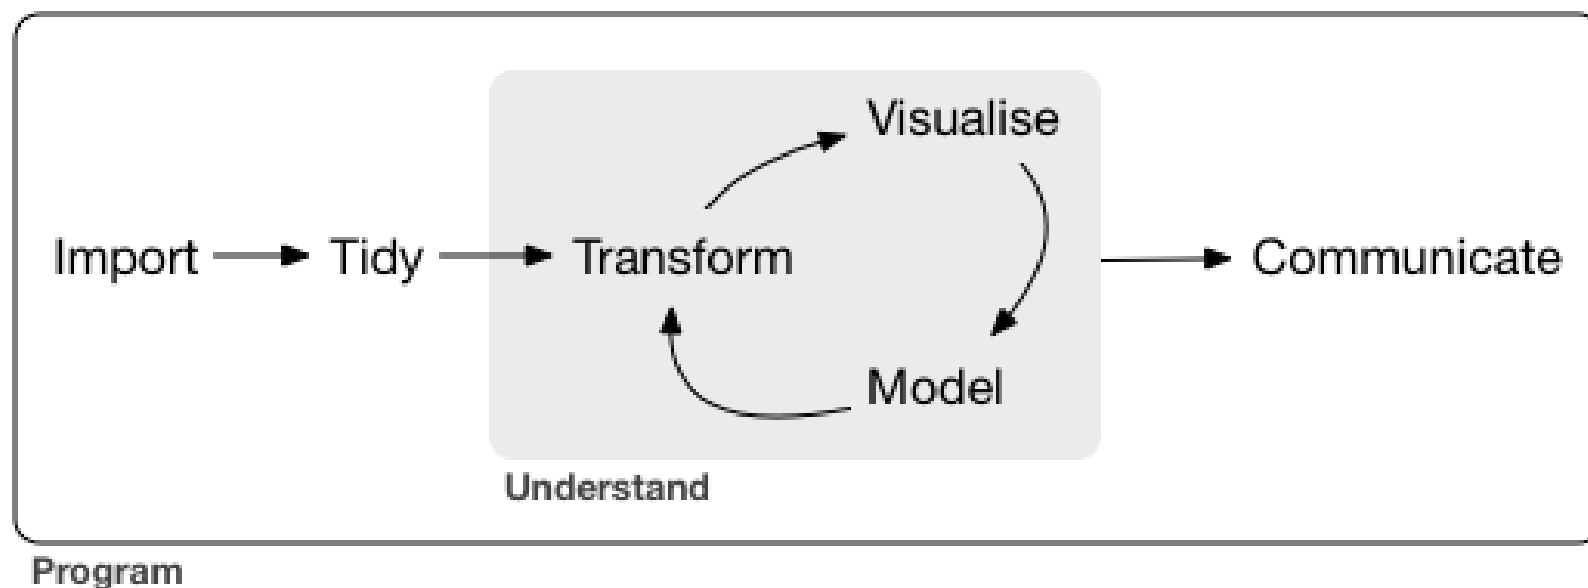 Visualise
Import Tidy Transform Communicate
Model
Understand
Program